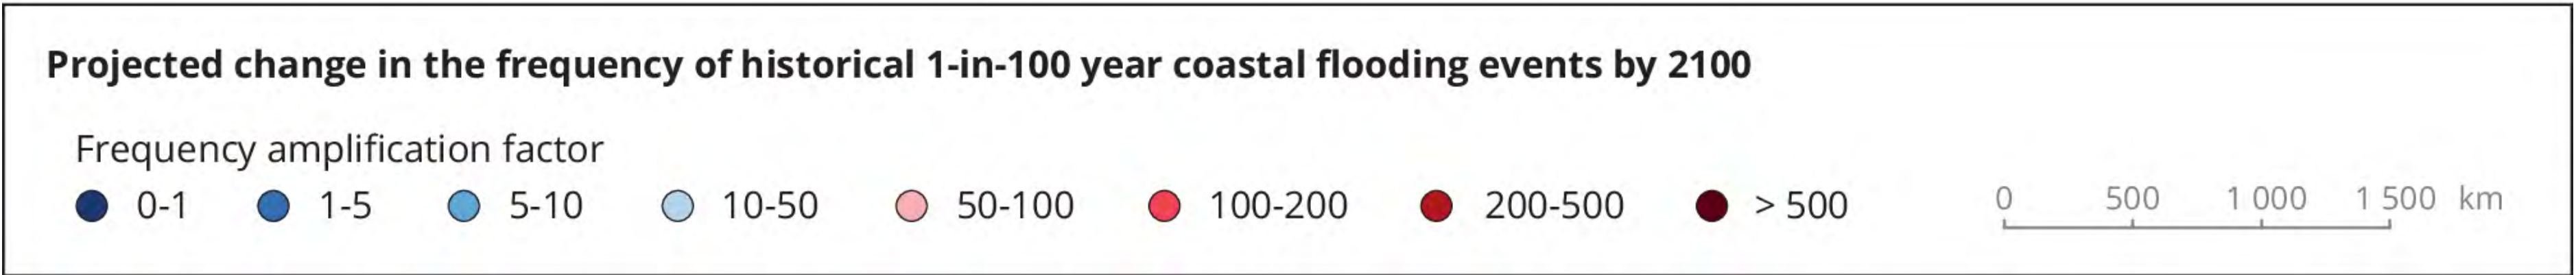 Projected change in the frequency of historical 1-in-100 year coastal flooding events by 2100
Frequency amplification factor
0-1 1-5 5-10 10-50 50-100 100-200 200-500 > 500
0 500 1 000 1 500 km